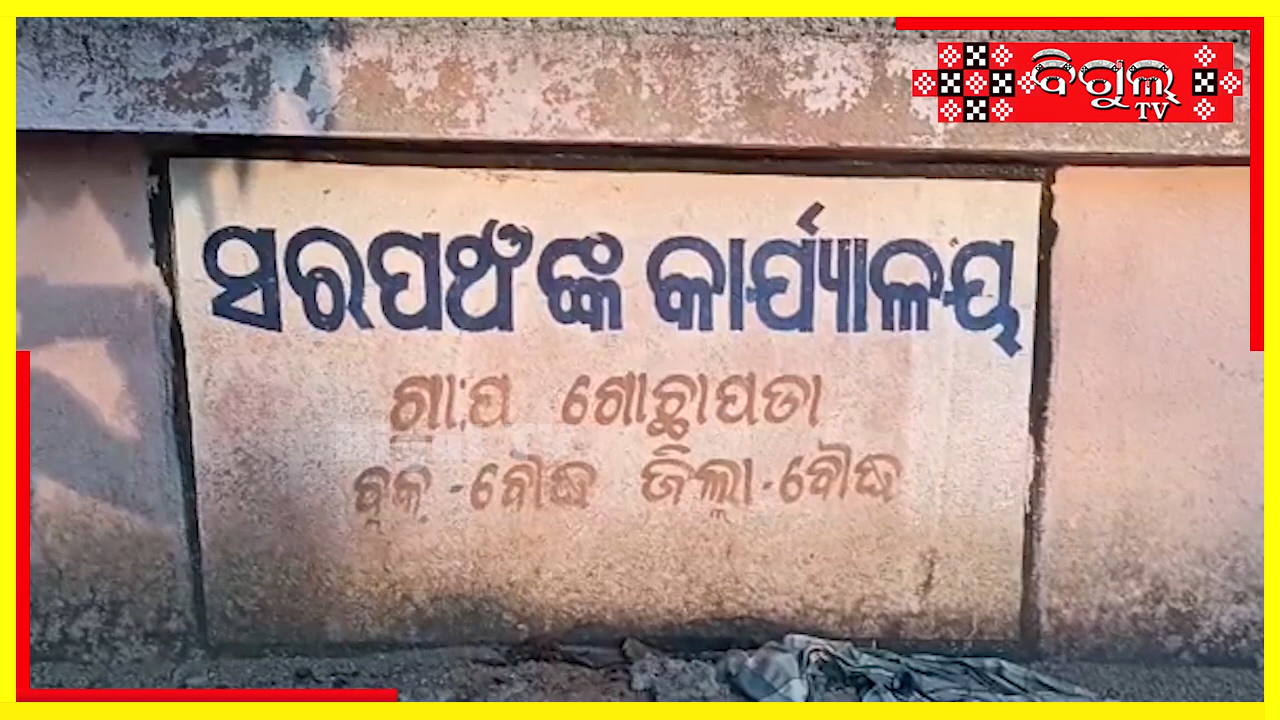 ବିଗୁଲ୍
TV
ସରପଞ୍ଚଙ୍କ କାର୍ଯ୍ୟାଳୟ
ଗ୍ରା:ପ ଗୋଛାପଡା
ବ୍ଲକ୍ -ବୌଦ୍ଧ ଜିଲ୍ଲା-ବୌଦ୍ଧ